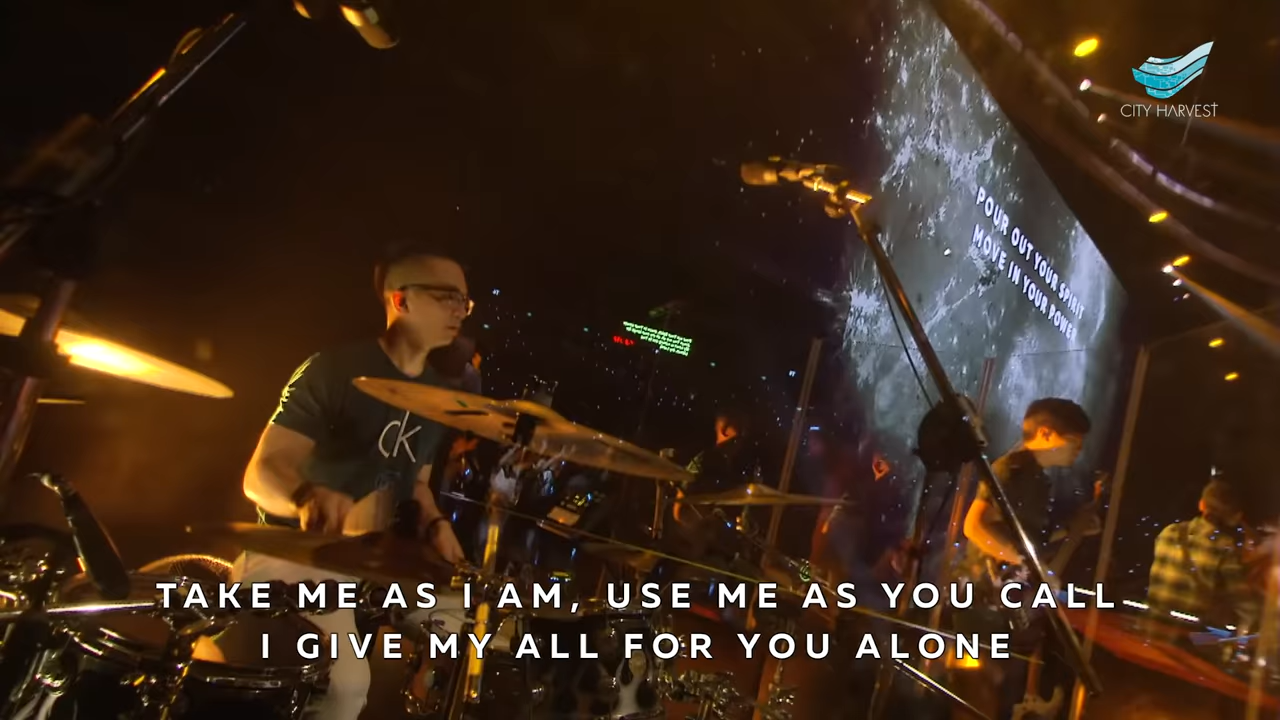 CITY HARVEST
POUR OUT YOUR SPIRIT
MOVE IN YOUR POWER
CK
TAKE ME AS I AM, USE ME AS YOU CALL
I GIVE MY ALL FOR YOU ALONE